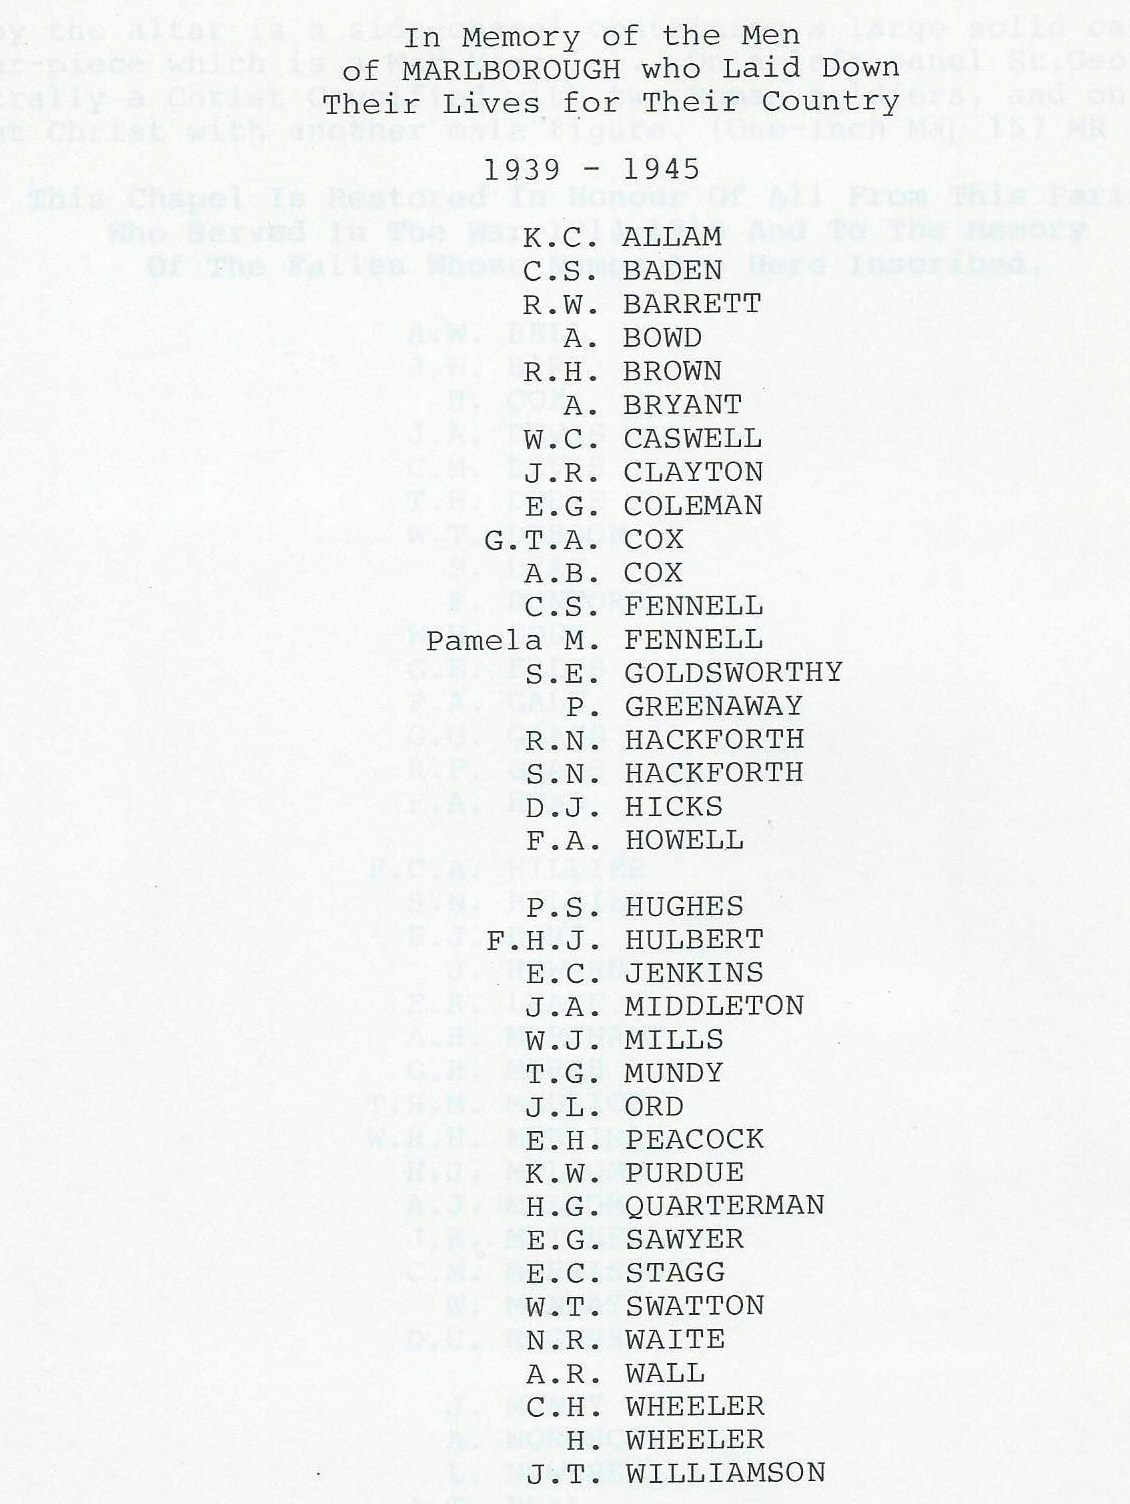 In Memory of the Men
of MARLBOROUGH who Laid Down
Their Lives for Their Country
1939 - 1945
K.C. ALLAM
C.S. BADEN
R.W. BARRETT
A. BOWD
R.H. BROWN
A. BRYANT
W.C. CASWELL
J.R. CLAYTON
E.G. COLEMAN
G.T.A. COX
A.B. COX
C.S. FENNELL
Pamela M. FENNELL
S.E. GOLDSWORTHY
P. GREENAWAY
R.N. HACKFORTH
S.N. HACKFORTH
D.J. HICKS
F.A. HOWELL
P.S. HUGHES
F.H.J. HULBERT
E.C. JENKINS
J.A. MIDDLETON
W.J. MILLS
T.G. MUNDY
J.L. ORD
E.H. PEACOCK
K.W. PURDUE
H.G. QUARTERMAN
E.G. SAWYER
E.C. STAGG
W.T. SWATTON
N.R. WAITE
A.R. WALL
C.H. WHEELER
H. WHEELER
J.T. WILLIAMSON